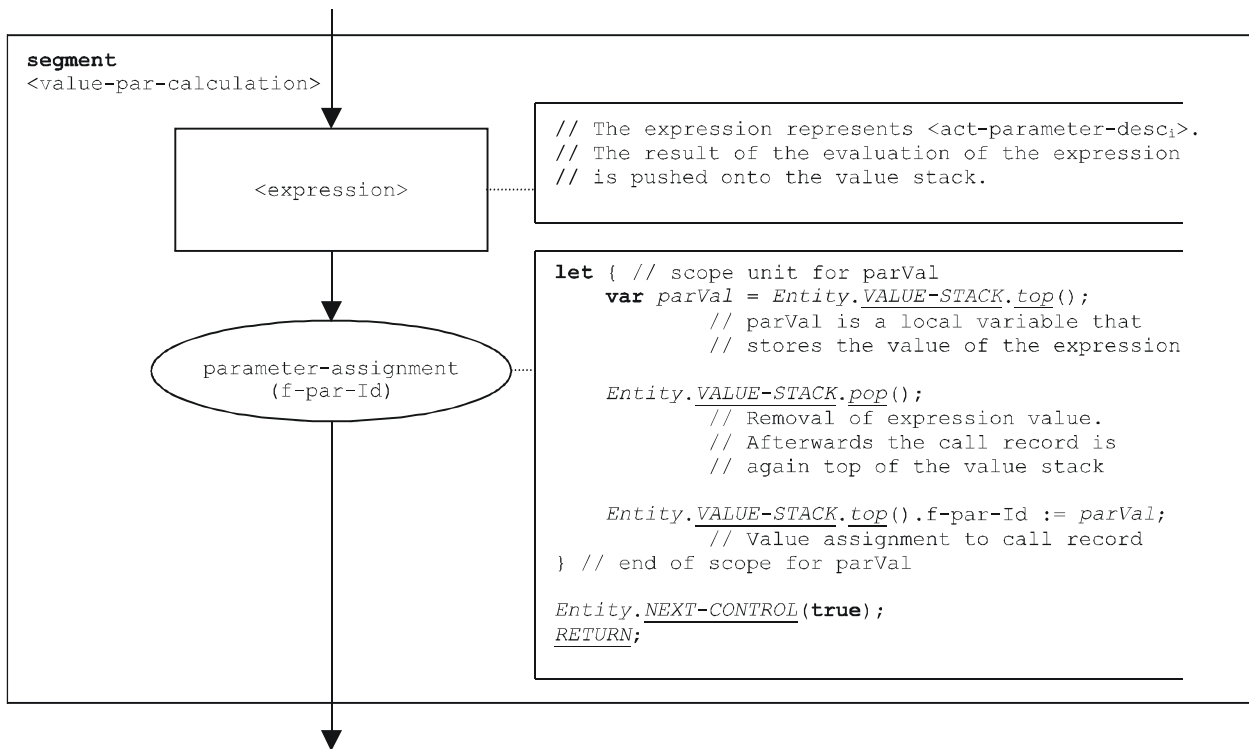 segment
<value-par-calculation>
// The expression represents <act-parameter-descᵢ>.
// The result of the evaluation of the expression
// is pushed onto the value stack.
<expression>
let { // scope unit for parVal
var parVal = Entity.VALUE-STACK.top();
// parVal is a local variable that
// stores the value of the expression
parameter-assignment
(f-par-Id)
Entity.VALUE-STACK.pop();
// Removal of expression value.
// Afterwards the call record is
// again top of the value stack
Entity.VALUE-STACK.top().f-par-Id := parVal;
// Value assignment to call record
} // end of scope for parVal
Entity.NEXT-CONTROL(true);
RETURN;